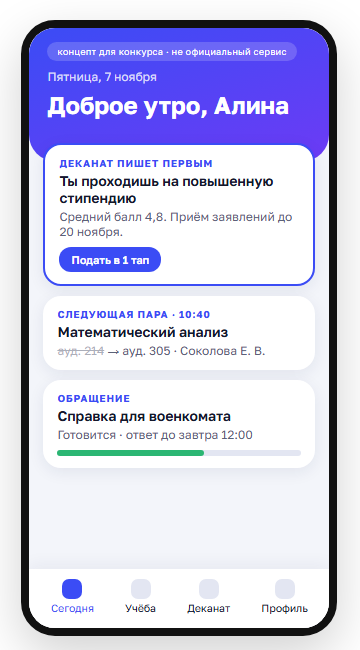 концепт для конкурса · не официальный сервис
Пятница, 7 ноября
Доброе утро, Алина
ДЕКАНАТ ПИШЕТ ПЕРВЫМ
Ты проходишь на повышенную
стипендию
Средний балл 4,8. Приём заявлений до
20 ноября.
Подать в 1 тап
СЛЕДУЮЩАЯ ПАРА · 10:40
Математический анализ
ауд. 214 → ауд. 305 · Соколова Е. В.
ОБРАЩЕНИЕ
Справка для военкомата
Готовится · ответ до завтра 12:00
Сегодня
Учёба
Деканат
Профиль